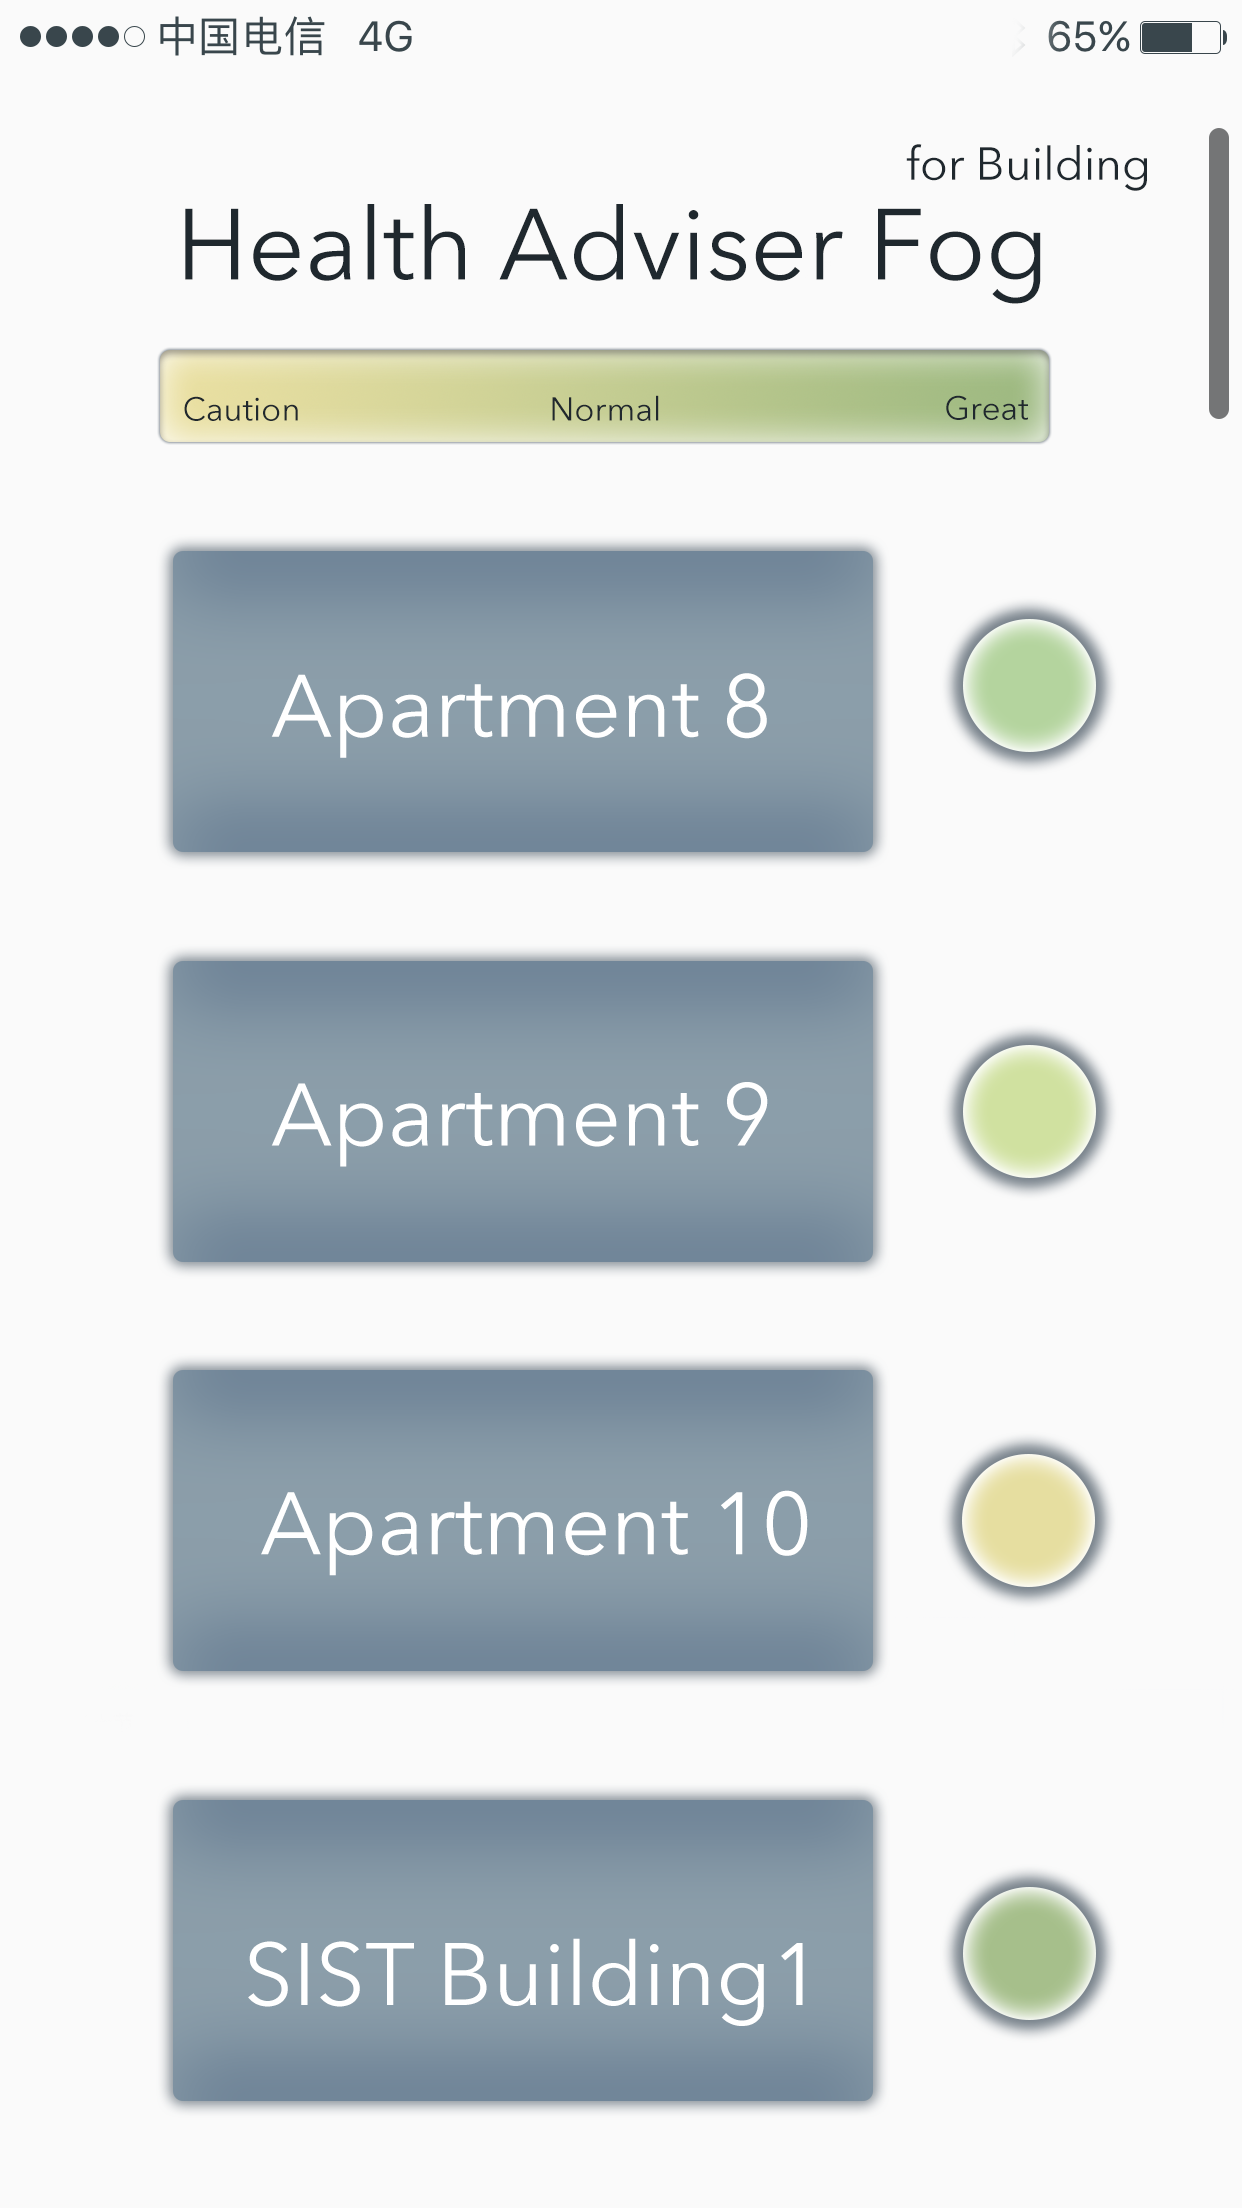 中国电信 4G 65%
for Building
Health Adviser Fog
Caution Normal Great
Apartment 8
Apartment 9
Apartment 10
SIST Building1